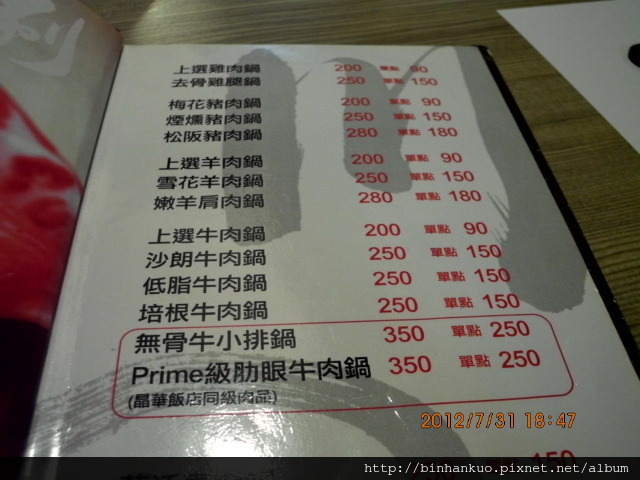 上選雞肉鍋 200 單點 90
去骨雞腿鍋 250 單點 150
梅花豬肉鍋 200 單點 90
煙燻豬肉鍋 250 單點 150
松阪豬肉鍋 280 單點 180
上選羊肉鍋 200 單點 90
雪花羊肉鍋 250 單點 150
嫩羊肩肉鍋 280 單點 180
上選牛肉鍋 200 單點 90
沙朗牛肉鍋 250 單點 150
低脂牛肉鍋 250 單點 150
培根牛肉鍋 250 單點 150
無骨牛小排鍋 350 單點 250
Prime級肋眼牛肉鍋 350 單點 250
(晶華飯店同級肉品)
2012/7/31 18:47
150
http://binhankuo.pixnet.net/album